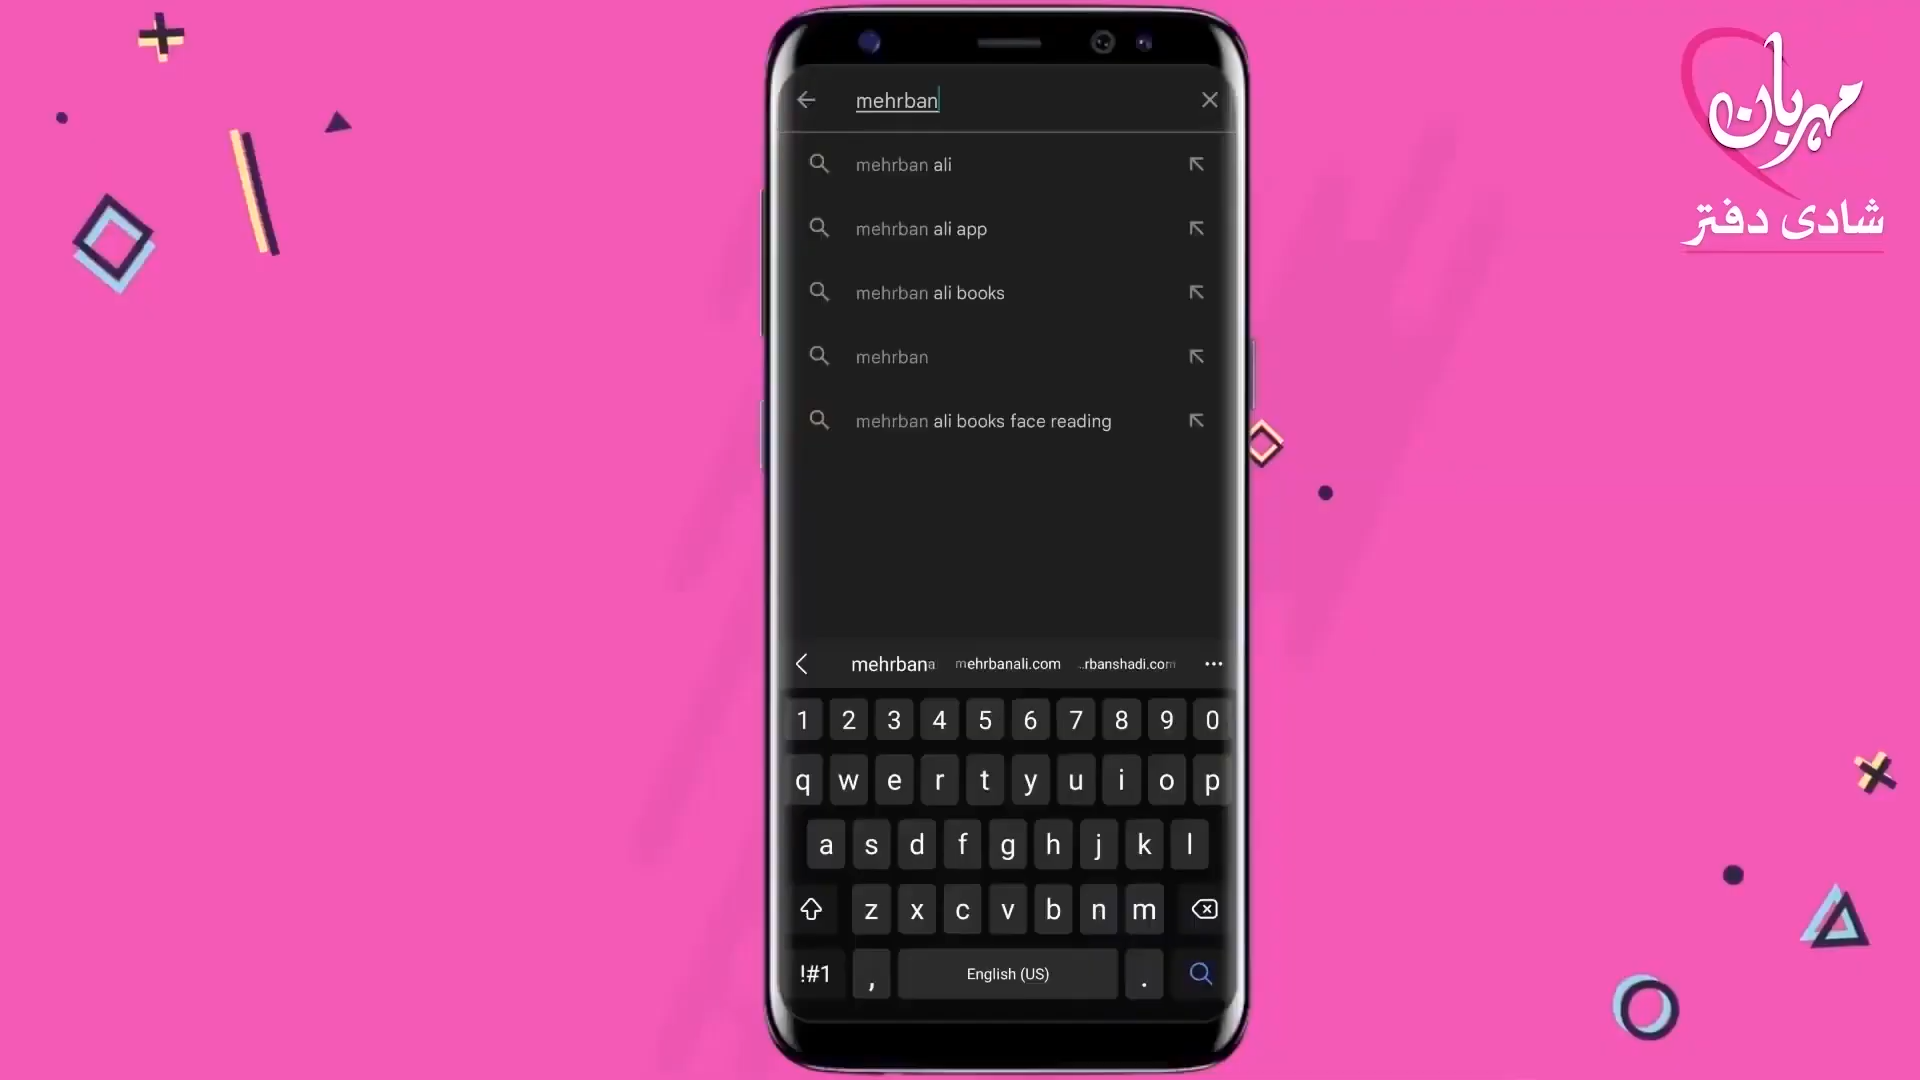 مہربان
شادی دفتر
mehrban
mehrban ali
mehrban ali app
mehrban ali books
mehrban
mehrban ali books face reading
mehrbana mehrbanali.com ..rbanshadi.com ...
1 2 3 4 5 6 7 8 9 0
q w e r t y u i o p
a s d f g h j k l
z x c v b n m
!#1 , English (US) .